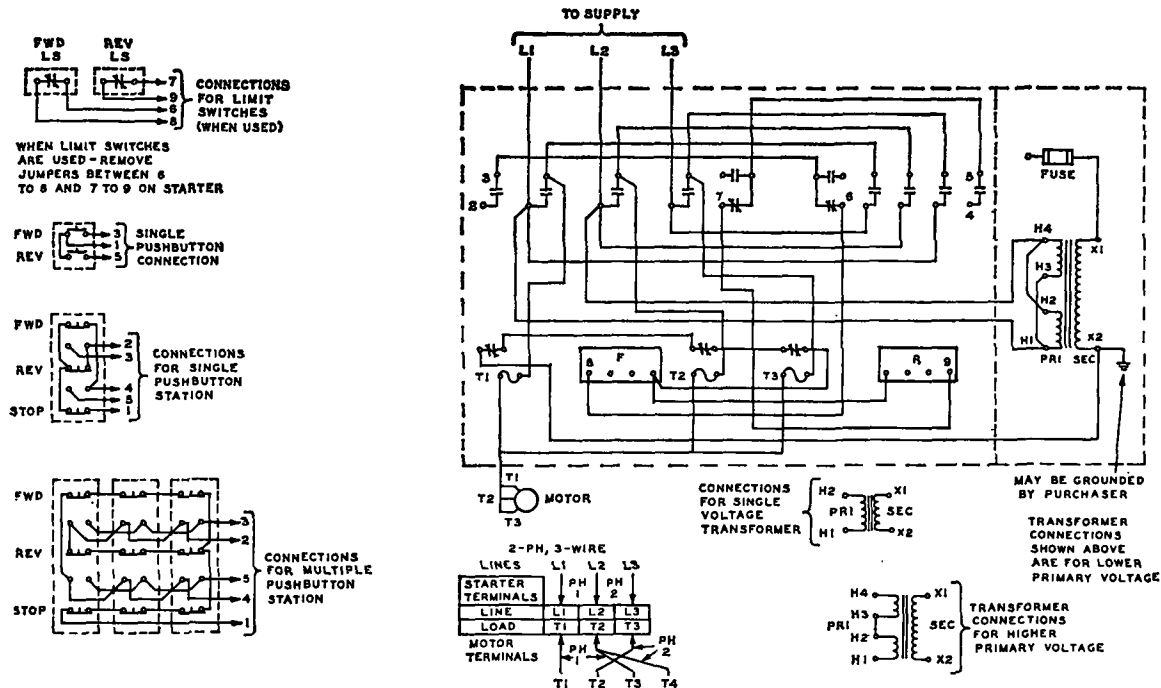 TO SUPPLY
L1 L2 L3
FWD LS
REV LS
7
9
6
8
CONNECTIONS
FOR LIMIT
SWITCHES
(WHEN USED)
WHEN LIMIT SWITCHES
ARE USED - REMOVE
JUMPERS BETWEEN 6
TO 8 AND 7 TO 9 ON STARTER
FWD
REV
3
1
5
SINGLE
PUSHBUTTON
CONNECTION
FWD
REV
STOP
2
3
4
5
1
CONNECTIONS
FOR SINGLE
PUSHBUTTON
STATION
FWD
REV
STOP
3
2
5
4
1
CONNECTIONS
FOR MULTIPLE
PUSHBUTTON
STATION
3
2
7
6
5
4
FUSE
H4
H3
H2
H1
X1
X2
PRI SEC
T1
8 F
T2
T3
R 9
T1
T2
T3
MOTOR
MAY BE GROUNDED
BY PURCHASER
CONNECTIONS
FOR SINGLE
VOLTAGE
TRANSFORMER
H2 X1
PRI SEC
H1 X2
TRANSFORMER
CONNECTIONS
SHOWN ABOVE
ARE FOR LOWER
PRIMARY VOLTAGE
2-PH, 3-WIRE
LINES L1 L2 L3
PH 1 PH 2
STARTER
TERMINALS
LINE L1 L2 L3
LOAD T1 T2 T3
MOTOR
TERMINALS
PH 1
PH 2
T1 T2 T3 T4
H4 X1
H3
PRI SEC
H2
H1 X2
TRANSFORMER
CONNECTIONS
FOR HIGHER
PRIMARY VOLTAGE